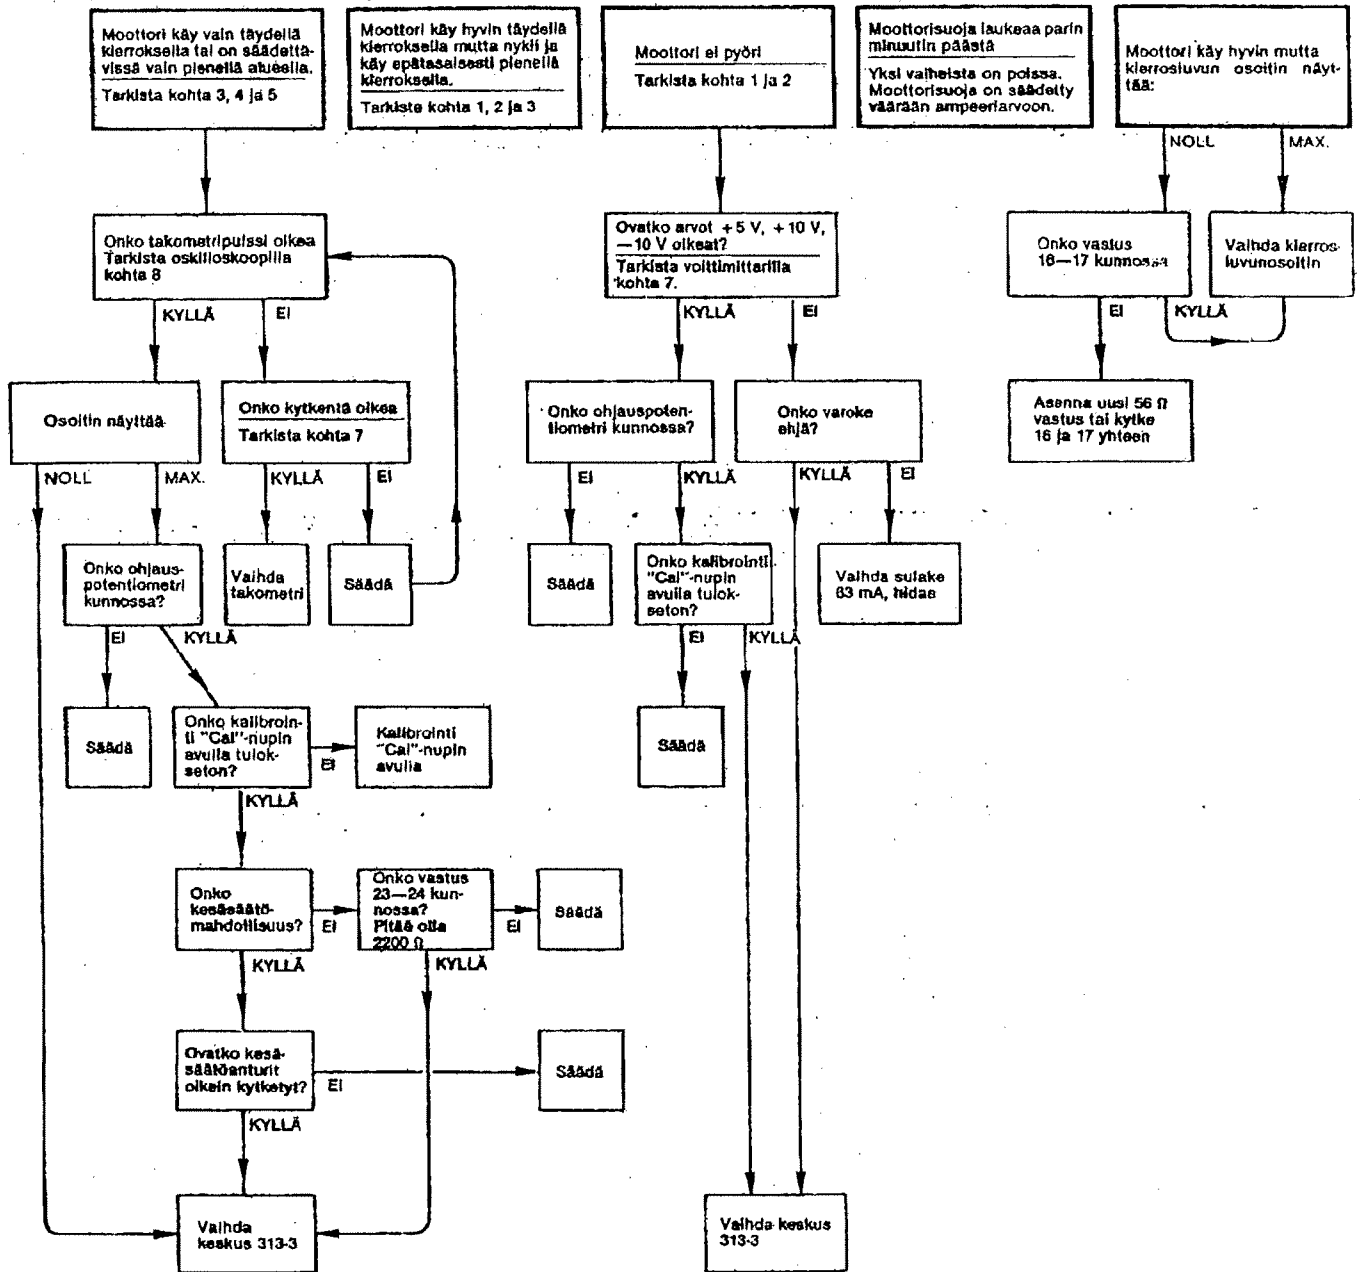 Moottori käy vain täydellä
kierroksella tai on säädettä-
vissä vain pienellä alueella.
Tarkista kohta 3, 4 ja 5
Moottori käy hyvin täydellä
kierroksella mutta nykii ja
käy epätasaisesti pienellä
kierroksella.
Tarkista kohta 1, 2 ja 3
Moottori ei pyöri
Tarkista kohta 1 ja 2
Moottorisuoja laukeaa parin
minuutin päästä
Yksi vaiheista on poissa.
Moottorisuoja on säädetty
väärään ampeeriarvoon.
Moottori käy hyvin mutta
kierrosluvun osoitin näyt-
tää:
NOLL
MAX.
Onko takometripulssi oikea
Tarkista oskilloskoopilla
kohta 8
Ovatko arvot +5 V, +10 V,
—10 V oikeat?
Tarkista volttimittarilla
kohta 7.
Onko vastus
16—17 kunnossa
Vaihda kierros-
luvunosoitin
KYLLÄ
EI
KYLLÄ
EI
EI
KYLLÄ
Osoitin näyttää
Onko kytkentä oikea
Tarkista kohta 7
Onko ohjauspoten-
tiometri kunnossa?
Onko varoke
ehjä?
Asenna uusi 56 Ω
vastus tai kytke
16 ja 17 yhteen
NOLL
MAX.
KYLLÄ
EI
EI
KYLLÄ
KYLLÄ
EI
Onko ohjaus-
potentiometri
kunnossa?
Vaihda
takometri
Säädä
Säädä
Onko kalibrointi
"Cal"-nupin
avulla tulok-
seton?
Vaihda sulake
63 mA, hidas
EI
KYLLÄ
EI
KYLLÄ
Säädä
Onko kalibroin-
ti "Cal"-nupin
avulla tulok-
seton?
EI
Kalibrointi
"Cal"-nupin
avulla
Säädä
KYLLÄ
Onko
kesäsäätö-
mahdollisuus?
EI
Onko vastus
23—24 kun-
nossa?
Pitää olla
2200 Ω
EI
Säädä
KYLLÄ
KYLLÄ
Ovatko kesä-
säätöanturit
oikein kytketyt?
EI
Säädä
KYLLÄ
Vaihda
keskus 313-3
Vaihda keskus
313-3